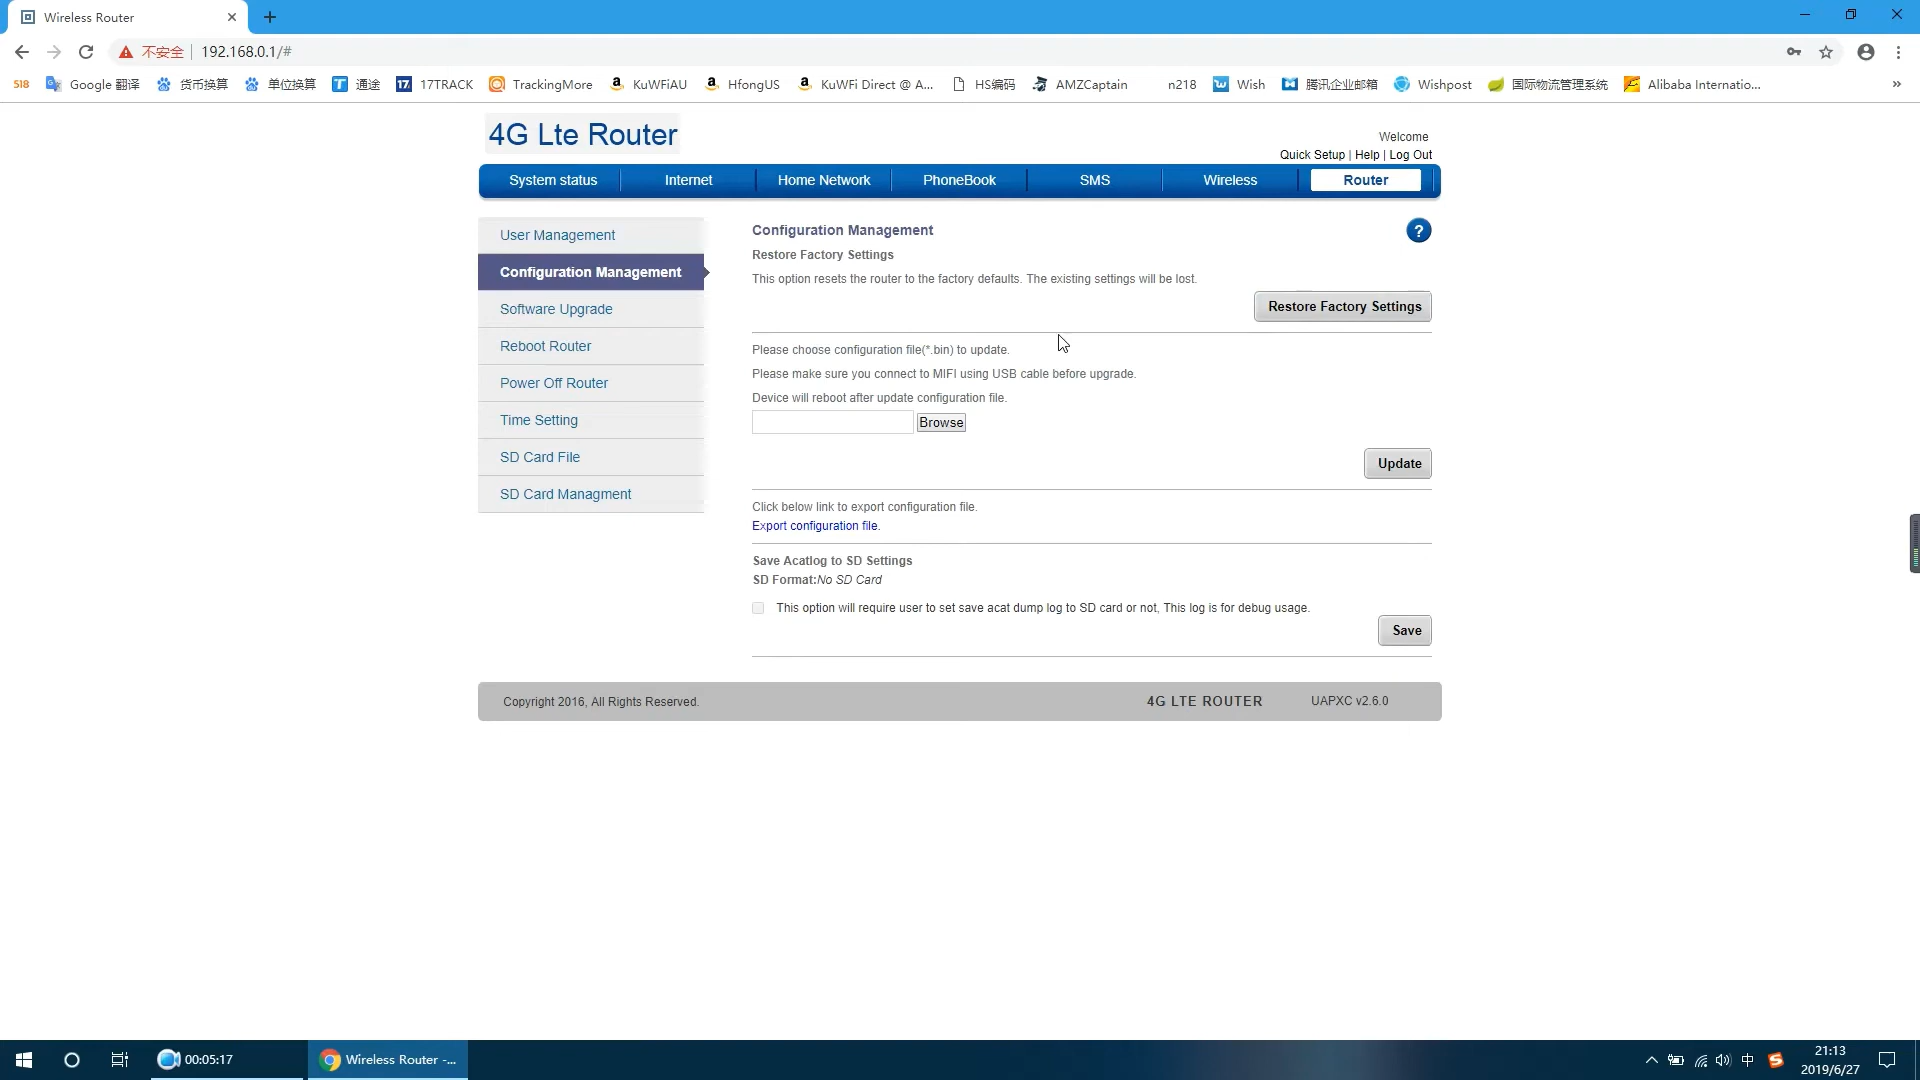 Wireless Router
不安全 192.168.0.1/#
518 Google 翻译 货币换算 单位换算 通途 17TRACK TrackingMore KuWFiAU HfongUS KuWFi Direct @ A... HS编码 AMZCaptain n218 Wish 腾讯企业邮箱 Wishpost 国际物流管理系统 Alibaba Internatio... »
4G Lte Router
Welcome
Quick Setup | Help | Log Out
System status Internet Home Network PhoneBook SMS Wireless Router
User Management
Configuration Management
Software Upgrade
Reboot Router
Power Off Router
Time Setting
SD Card File
SD Card Managment
Configuration Management
?
Restore Factory Settings
This option resets the router to the factory defaults. The existing settings will be lost.
Restore Factory Settings
Please choose configuration file(*.bin) to update.
Please make sure you connect to MIFI using USB cable before upgrade.
Device will reboot after update configuration file.
Browse
Update
Click below link to export configuration file.
Export configuration file.
Save Acatlog to SD Settings
SD Format:No SD Card
This option will require user to set save acat dump log to SD card or not, This log is for debug usage.
Save
Copyright 2016, All Rights Reserved. 4G LTE ROUTER UAPXC v2.6.0
00:05:17 Wireless Router -... 中 21:13
2019/6/27